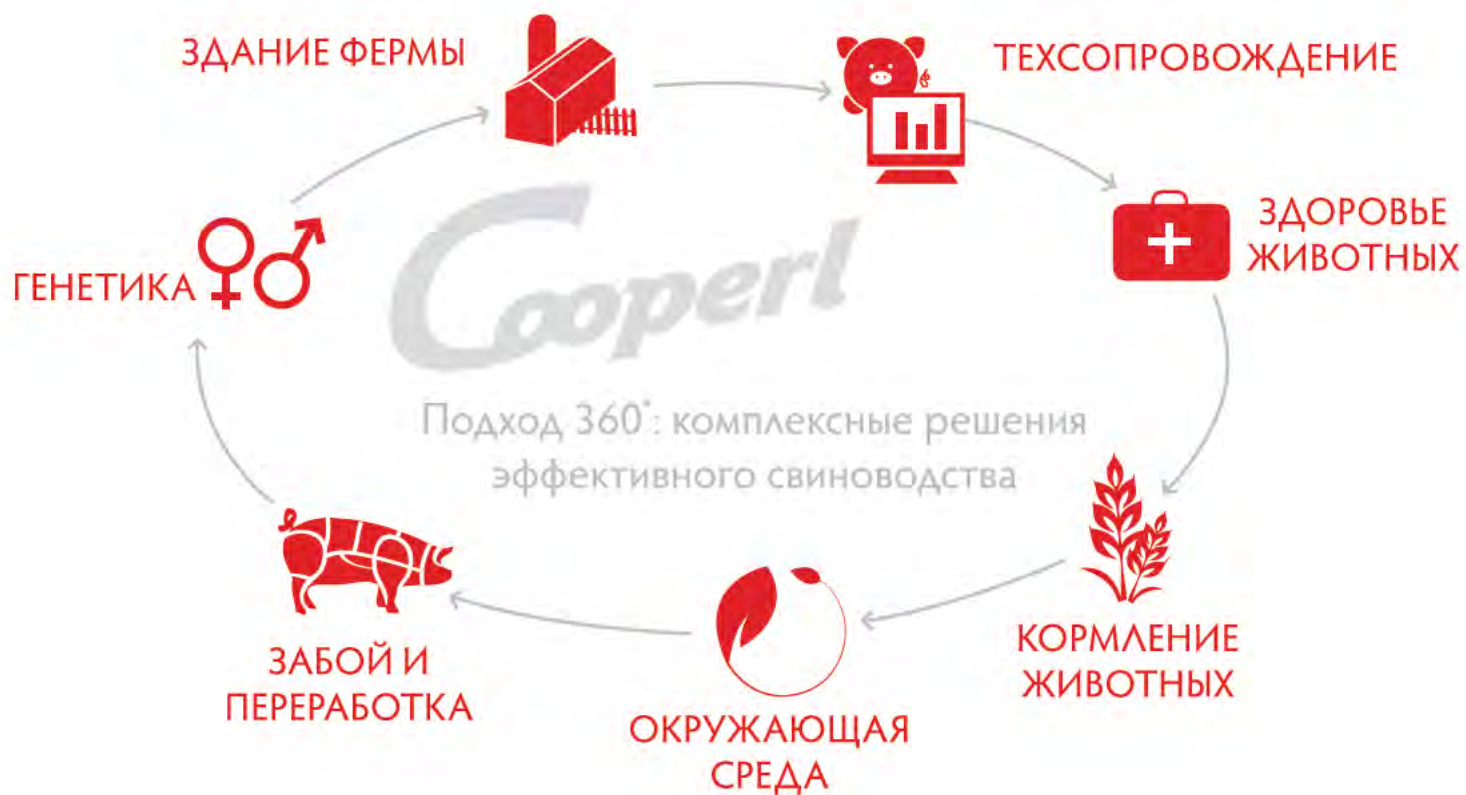 ЗДАНИЕ ФЕРМЫ
ТЕХСОПРОВОЖДЕНИЕ
ЗДОРОВЬЕ
ЖИВОТНЫХ
ГЕНЕТИКА
Cooperl
Подход 360°: комплексные решения
эффективного свиноводства
КОРМЛЕНИЕ
ЖИВОТНЫХ
ЗАБОЙ И
ПЕРЕРАБОТКА
ОКРУЖАЮЩАЯ
СРЕДА